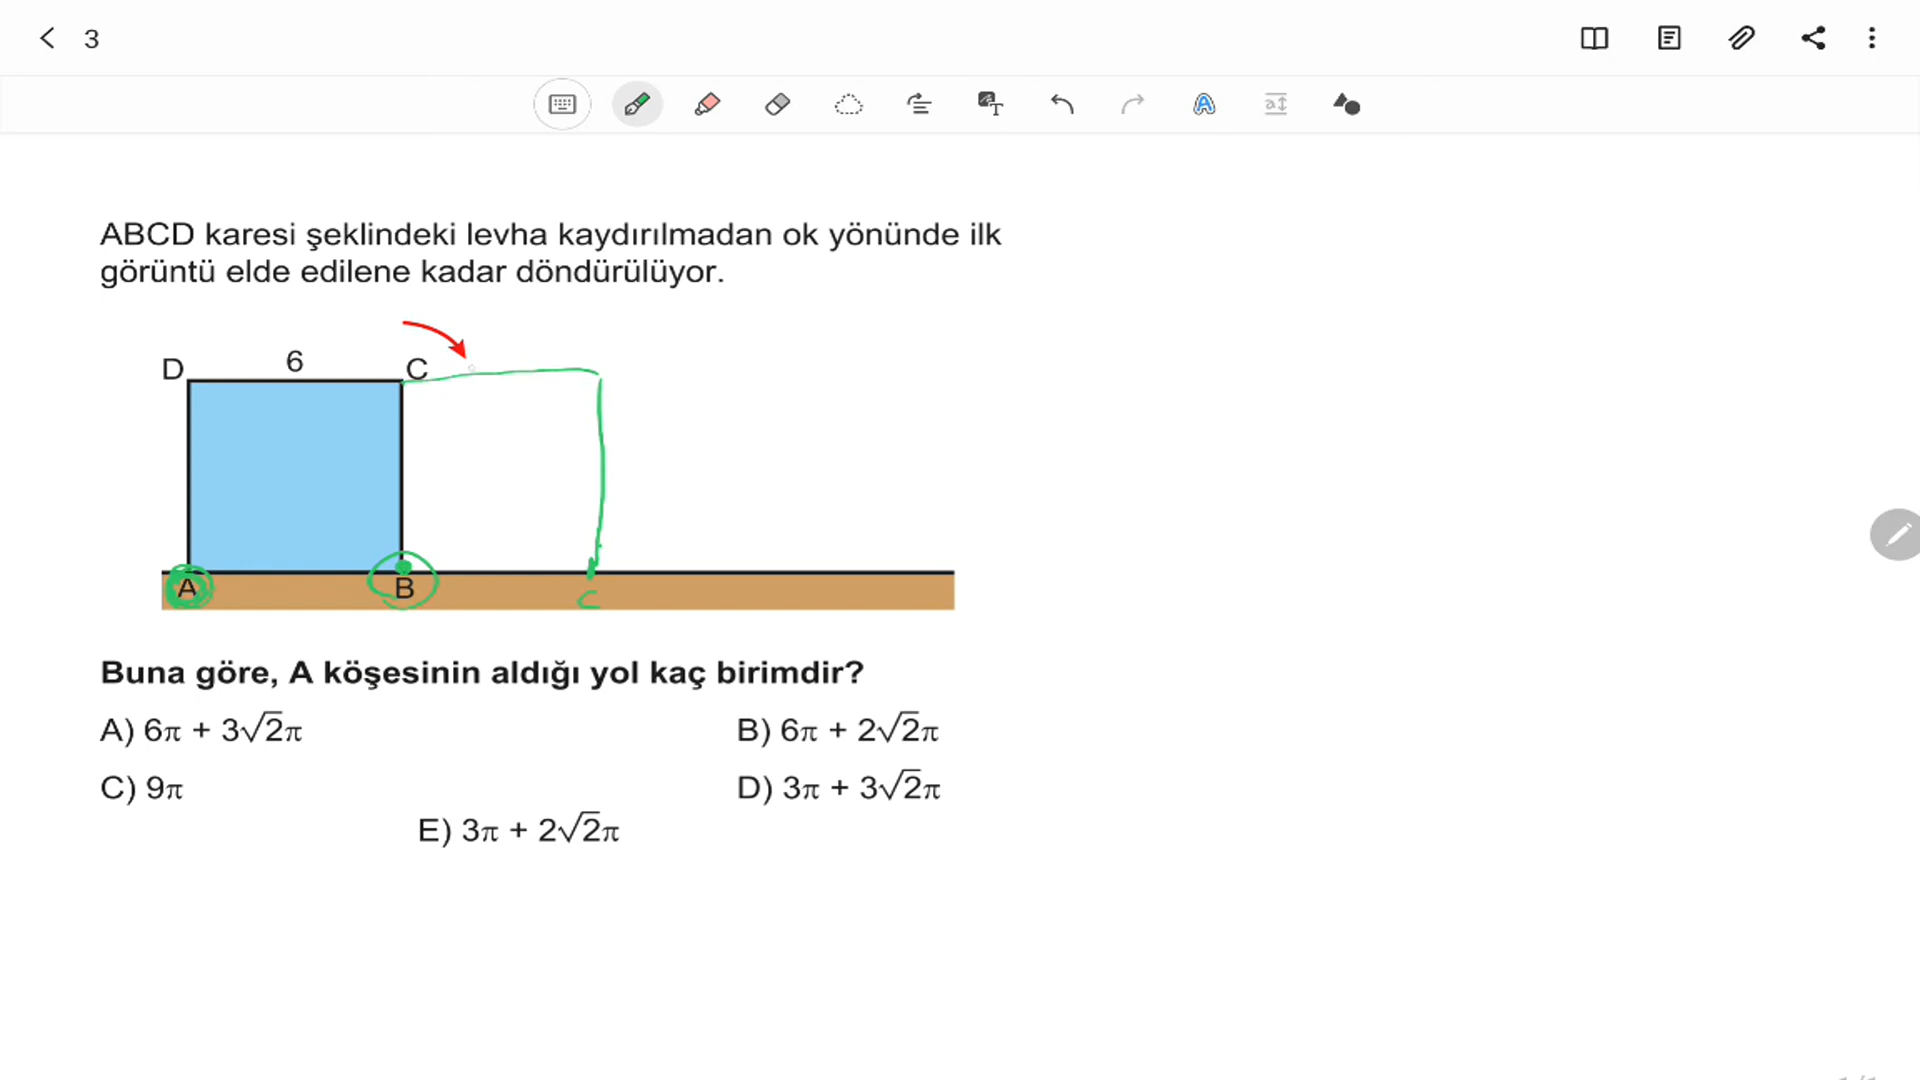 3
ABCD karesi şeklindeki levha kaydırılmadan ok yönünde ilk
görüntü elde edilene kadar döndürülüyor.
D 6 C
A B C
Buna göre, A köşesinin aldığı yol kaç birimdir?
A) 6π + 3√2π B) 6π + 2√2π
C) 9π D) 3π + 3√2π
E) 3π + 2√2π